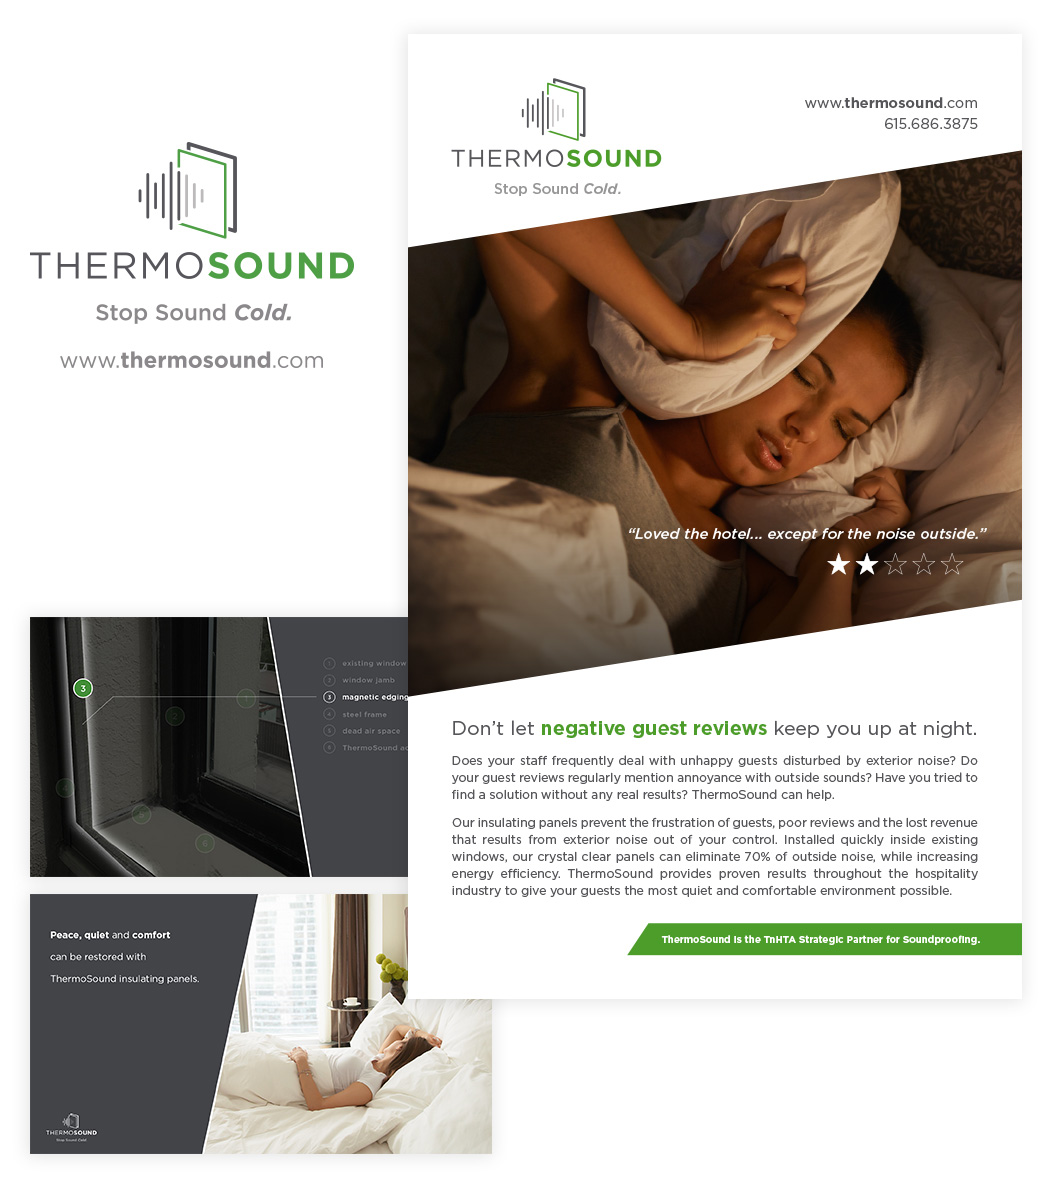 THERMOSOUND
Stop Sound Cold.
www.thermosound.com
THERMOSOUND
Stop Sound Cold.
www.thermosound.com
615.686.3875
“Loved the hotel... except for the noise outside.”
Don’t let negative guest reviews keep you up at night.
Does your staff frequently deal with unhappy guests disturbed by exterior noise? Do
your guest reviews regularly mention annoyance with outside sounds? Have you tried to
find a solution without any real results? ThermoSound can help.
Our insulating panels prevent the frustration of guests, poor reviews and the lost revenue
that results from exterior noise out of your control. Installed quickly inside existing
windows, our crystal clear panels can eliminate 70% of outside noise, while increasing
energy efficiency. ThermoSound provides proven results throughout the hospitality
industry to give your guests the most quiet and comfortable environment possible.
ThermoSound is the TnHTA Strategic Partner for Soundproofing.
3
1
2
4
5
6
1 existing window
2 window jamb
3 magnetic edging
4 steel frame
5 dead air space
6 ThermoSound ac
Peace, quiet and comfort
can be restored with
ThermoSound insulating panels.
THERMOSOUND
Stop Sound Cold.